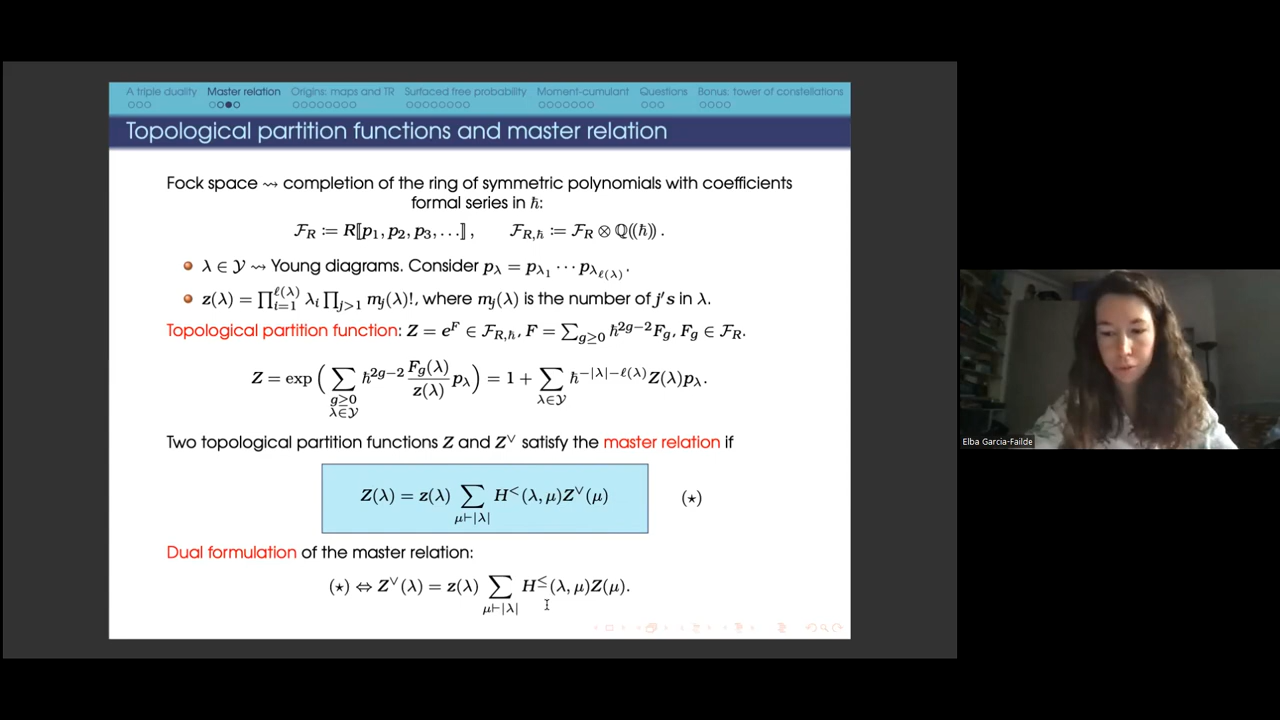 A triple duality Master relation Origins: maps and TR Surfaced free probability Moment-cumulant Questions Bonus: tower of constellations
Topological partition functions and master relation
Fock space ⇝ completion of the ring of symmetric polynomials with coefficients
formal series in ℏ:
𝓕_R ≔ R⟦p₁, p₂, p₃, …⟧, 𝓕_{R,ℏ} ≔ 𝓕_R ⊗ ℚ((ℏ)).
λ ∈ 𝒴 ⇝ Young diagrams. Consider p_λ = p_{λ₁} ⋯ p_{λ_{ℓ(λ)}}.
z(λ) = ∏_{i=1}^{ℓ(λ)} λ_i ∏_{j>1} m_j(λ)!, where m_j(λ) is the number of j's in λ.
Topological partition function: Z = e^F ∈ 𝓕_{R,ℏ}, F = ∑_{g≥0} ℏ^{2g−2} F_g, F_g ∈ 𝓕_R.
Z = exp ( ∑_{g≥0 λ∈𝒴} ℏ^{2g−2} F_g(λ)/z(λ) p_λ ) = 1 + ∑_{λ∈𝒴} ℏ^{−|λ|−ℓ(λ)} Z(λ) p_λ.
Two topological partition functions Z and Z^∨ satisfy the master relation if
Z(λ) = z(λ) ∑_{μ⊢|λ|} H^<(λ, μ) Z^∨(μ) (⋆)
Dual formulation of the master relation:
(⋆) ⇔ Z^∨(λ) = z(λ) ∑_{μ⊢|λ|} H^≤(λ, μ) Z(μ).
Elba Garcia-Failde